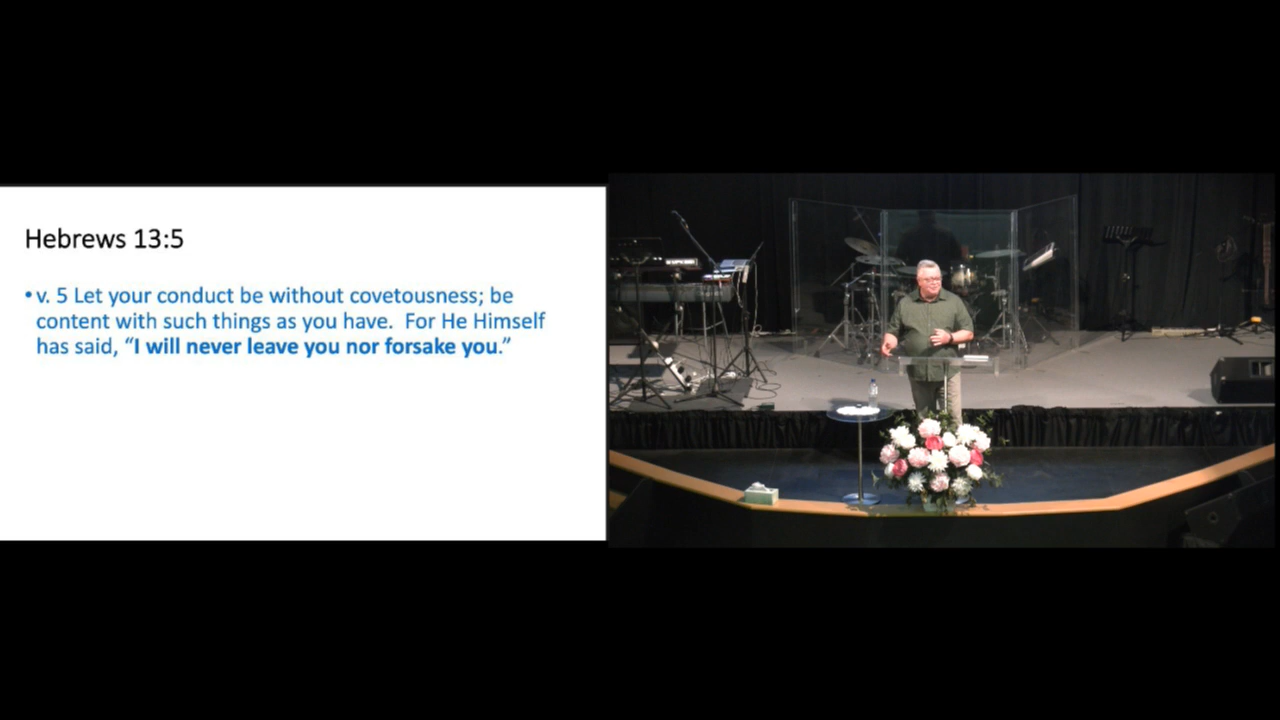 Hebrews 13:5
• v. 5 Let your conduct be without covetousness; be
content with such things as you have.  For He Himself
has said, “I will never leave you nor forsake you.”